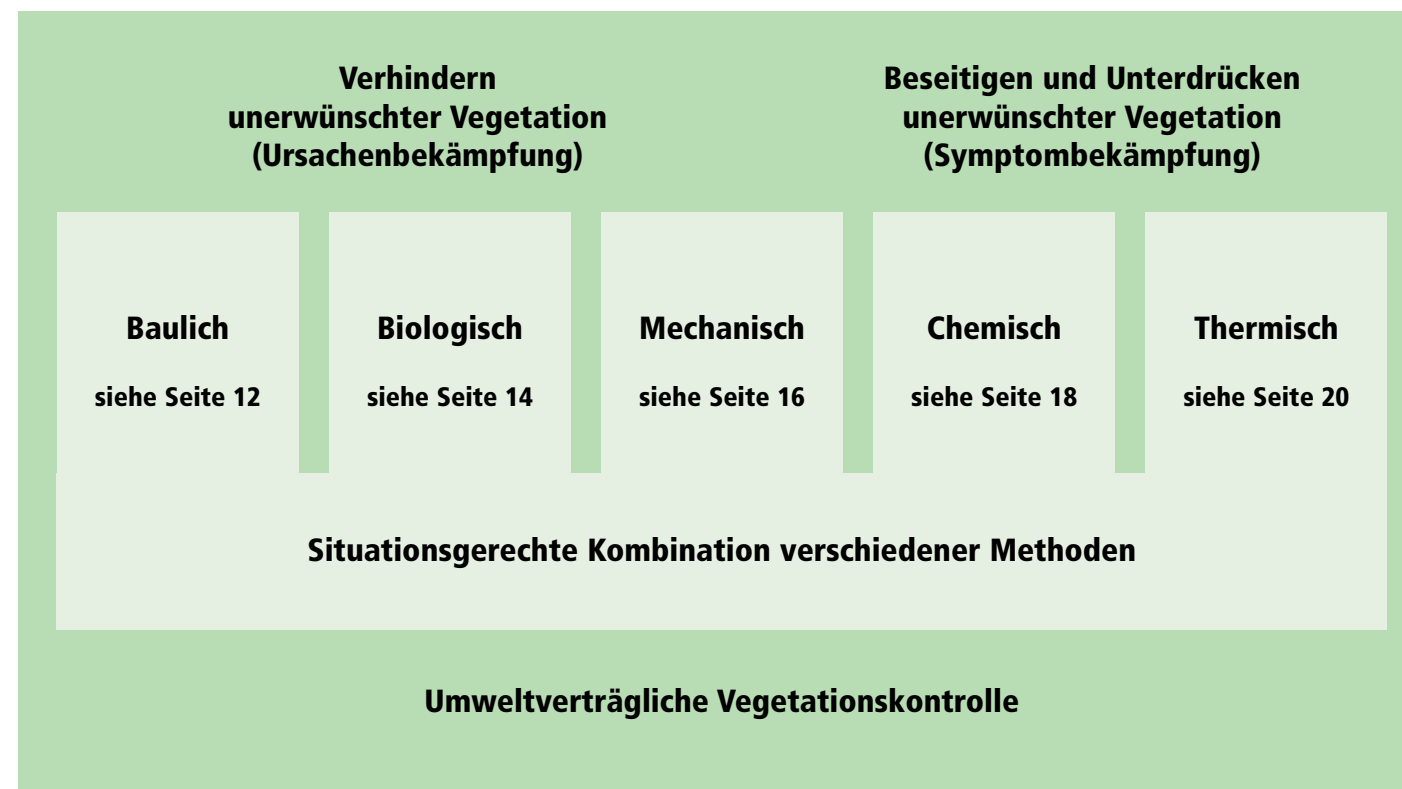 Verhindern
unerwünschter Vegetation
(Ursachenbekämpfung)
Beseitigen und Unterdrücken
unerwünschter Vegetation
(Symptombekämpfung)
Baulich
siehe Seite 12
Biologisch
siehe Seite 14
Mechanisch
siehe Seite 16
Chemisch
siehe Seite 18
Thermisch
siehe Seite 20
Situationsgerechte Kombination verschiedener Methoden
Umweltverträgliche Vegetationskontrolle